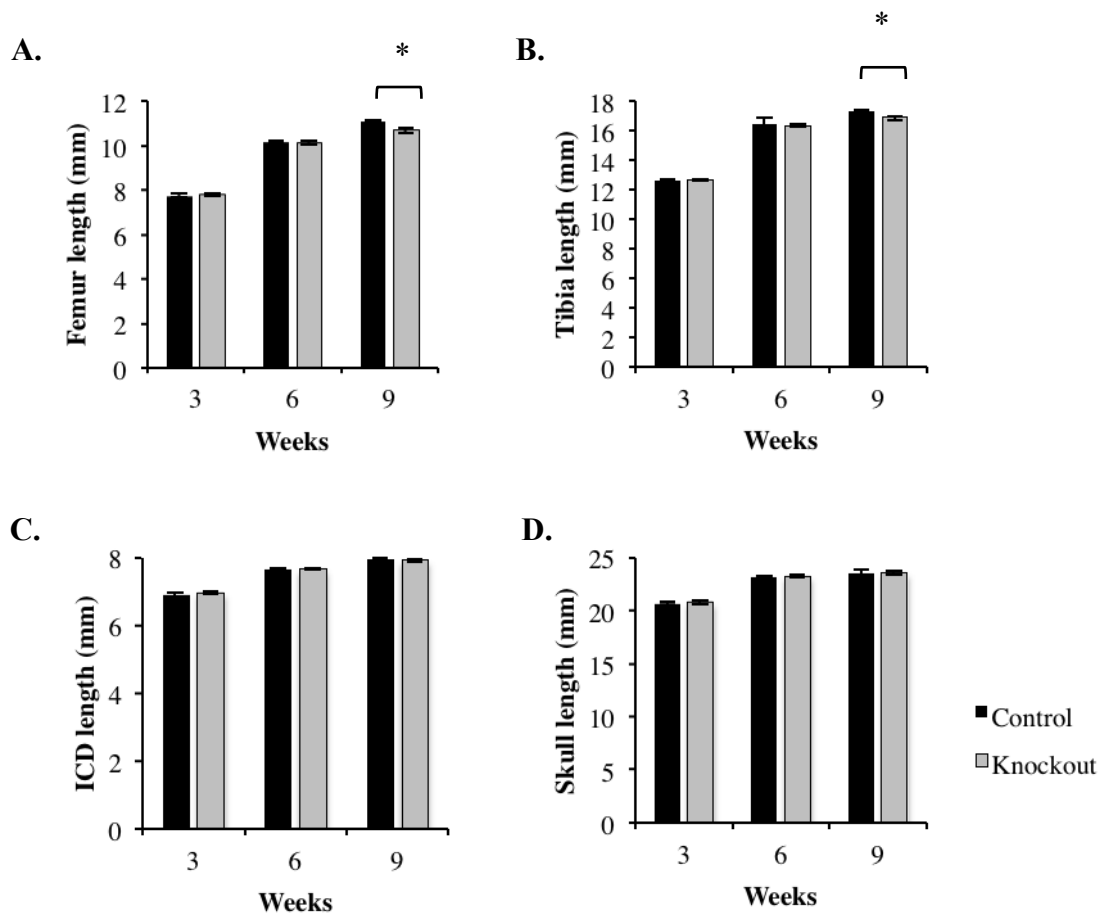 A.
*
Femur length (mm)
12
10
8
6
4
2
0
3 6 9
Weeks
B.
*
Tibia length (mm)
18
16
14
12
10
8
6
4
2
0
3 6 9
Weeks
C.
ICD length (mm)
8
6
4
2
0
3 6 9
Weeks
D.
Skull length (mm)
25
20
15
10
5
0
3 6 9
Weeks
Control
Knockout